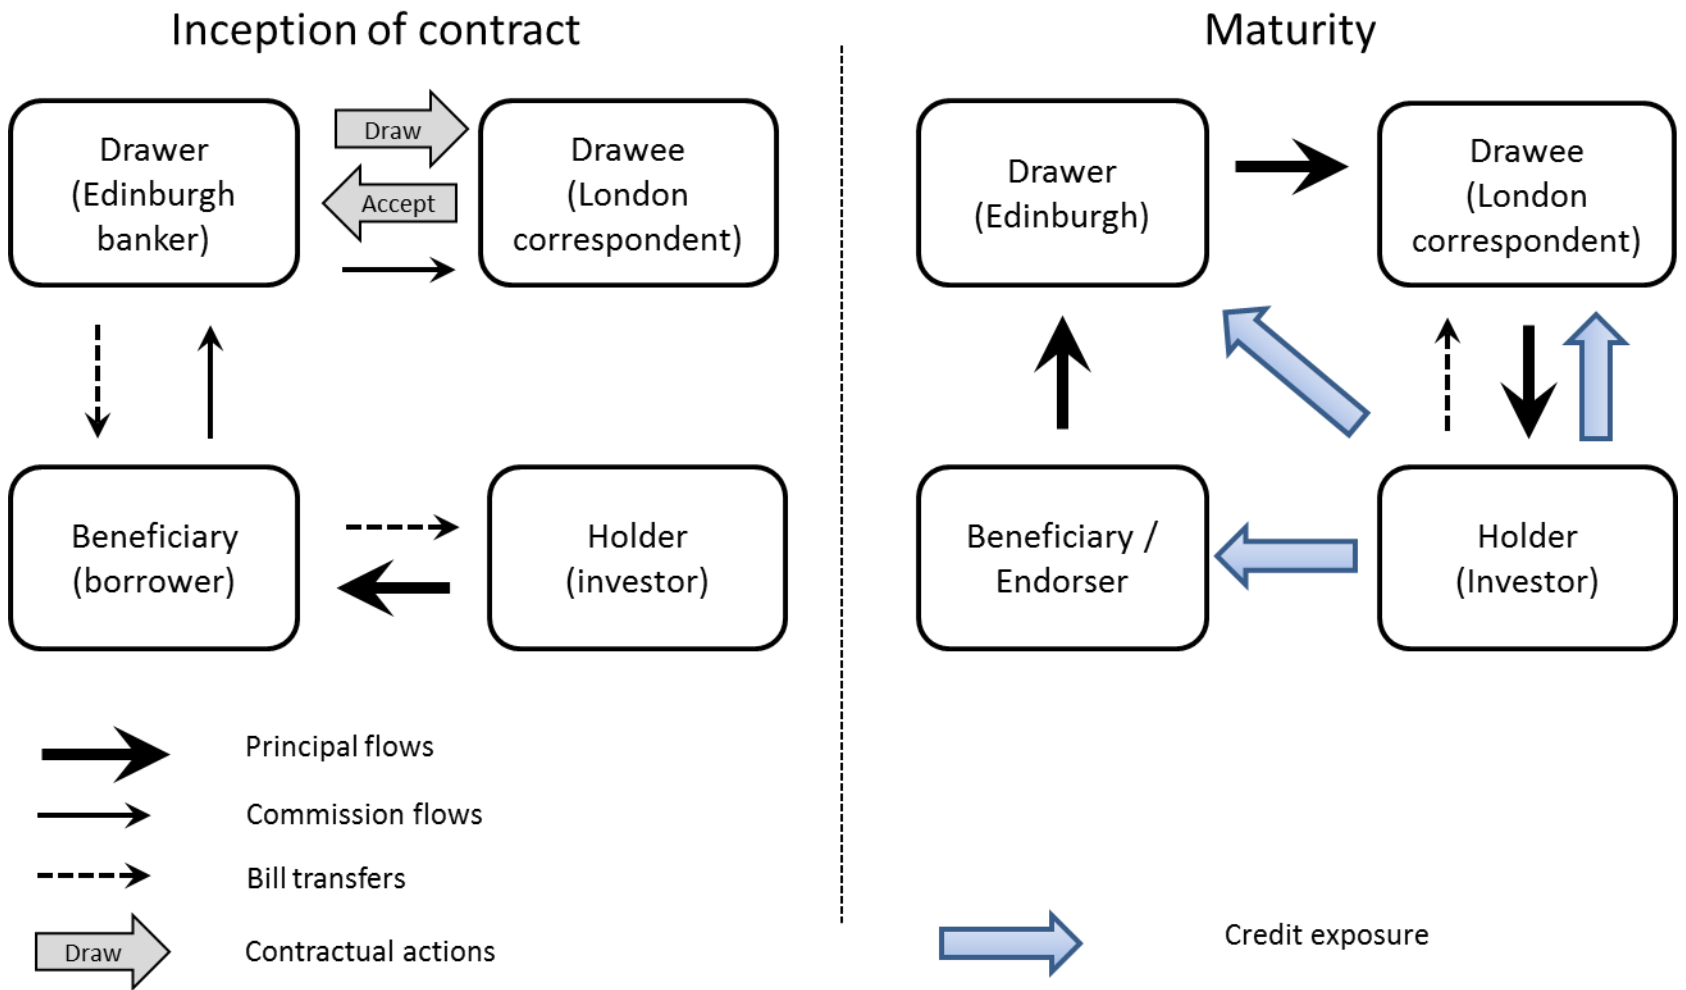 Inception of contract
Maturity
Drawer
(Edinburgh
banker)
Draw
Accept
Drawee
(London
correspondent)
Drawer
(Edinburgh)
Drawee
(London
correspondent)
Beneficiary
(borrower)
Holder
(investor)
Beneficiary /
Endorser
Holder
(Investor)
Principal flows
Commission flows
Bill transfers
Draw
Contractual actions
Credit exposure